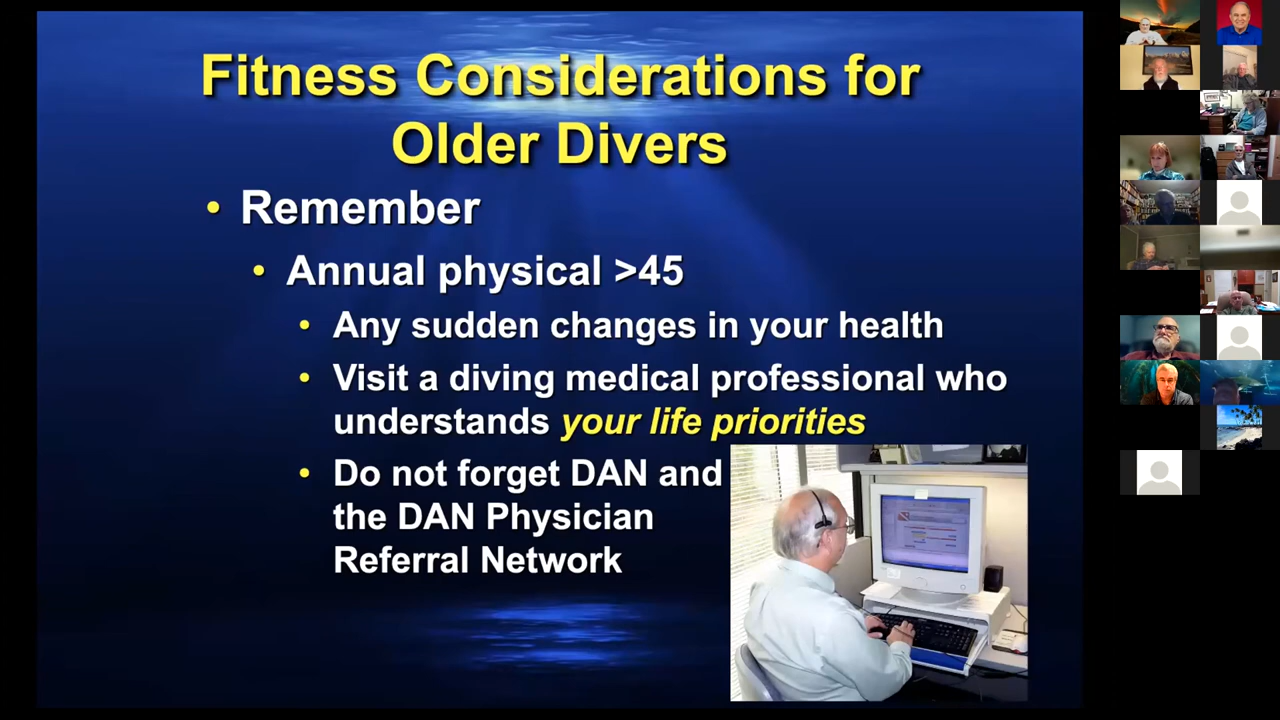 Fitness Considerations for
Older Divers
• Remember
• Annual physical >45
• Any sudden changes in your health
• Visit a diving medical professional who
understands your life priorities
• Do not forget DAN and
the DAN Physician
Referral Network